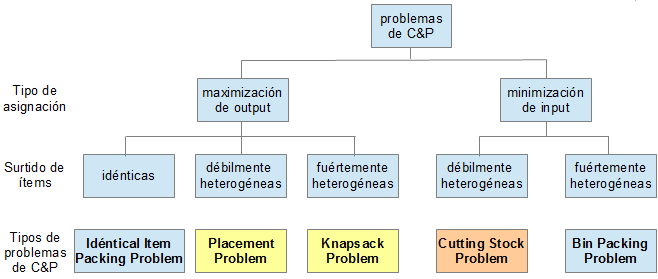 problemas
de C&P
Tipo de
asignación
maximización
de output
minimización
de input
Surtido de
ítems
idénticas
débilmente
heterogéneas
fuértemente
heterogéneas
débilmente
heterogéneas
fuértemente
heterogéneas
Tipos de
problemas
de C&P
Idéntical Item
Packing Problem
Placement
Problem
Knapsack
Problem
Cutting Stock
Problem
Bin Packing
Problem